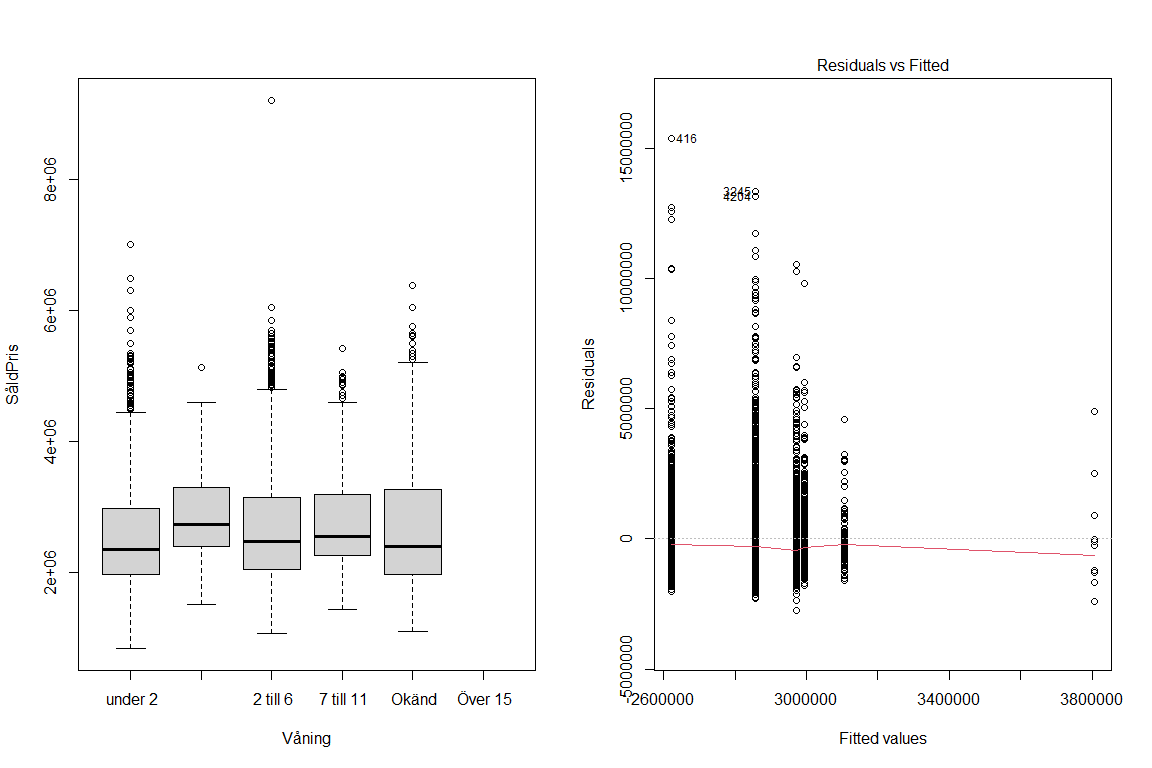 SåldPris
8e+06
6e+06
4e+06
2e+06
under 2
2 till 6
7 till 11
Okänd
Över 15
Våning
Residuals vs Fitted
Residuals
15000000
10000000
5000000
0
-5000000
416
3245
4204
2600000
3000000
3400000
3800000
Fitted values